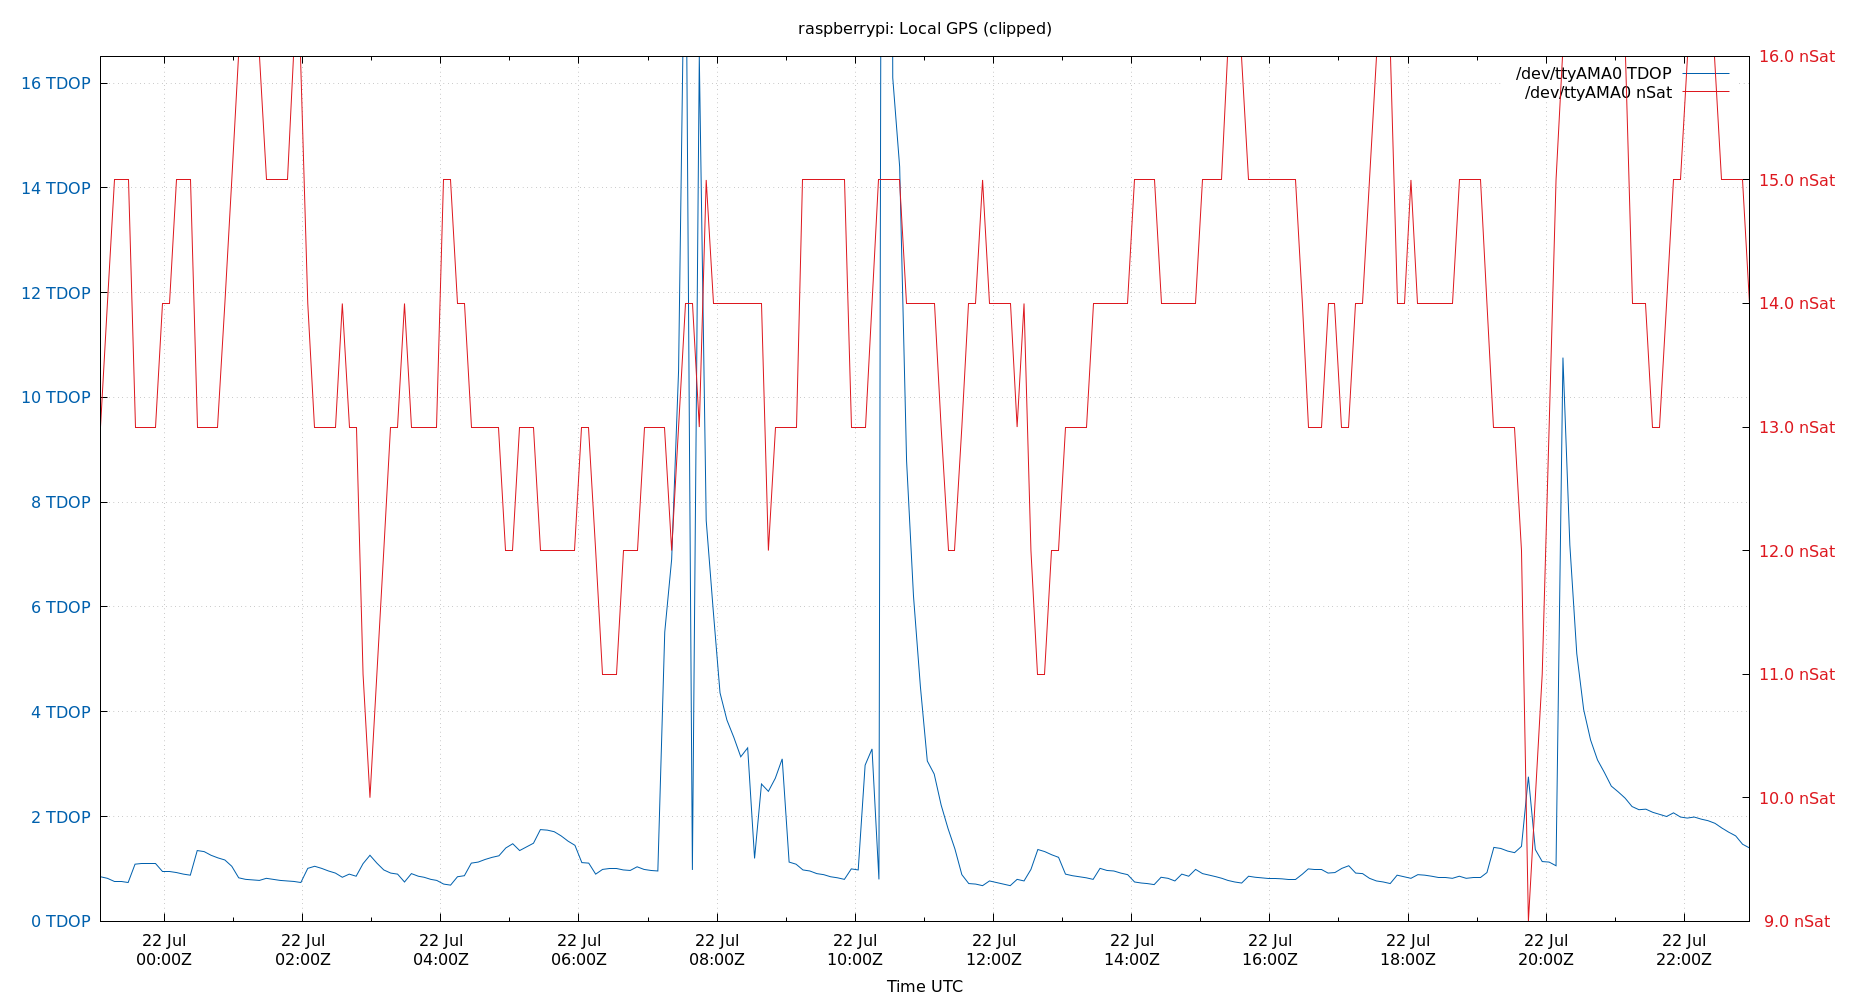 raspberrypi: Local GPS (clipped)
16 TDOP
14 TDOP
12 TDOP
10 TDOP
8 TDOP
6 TDOP
4 TDOP
2 TDOP
0 TDOP
16.0 nSat
15.0 nSat
14.0 nSat
13.0 nSat
12.0 nSat
11.0 nSat
10.0 nSat
9.0 nSat
/dev/ttyAMA0 TDOP
/dev/ttyAMA0 nSat
22 Jul
00:00Z
22 Jul
02:00Z
22 Jul
04:00Z
22 Jul
06:00Z
22 Jul
08:00Z
22 Jul
10:00Z
22 Jul
12:00Z
22 Jul
14:00Z
22 Jul
16:00Z
22 Jul
18:00Z
22 Jul
20:00Z
22 Jul
22:00Z
Time UTC